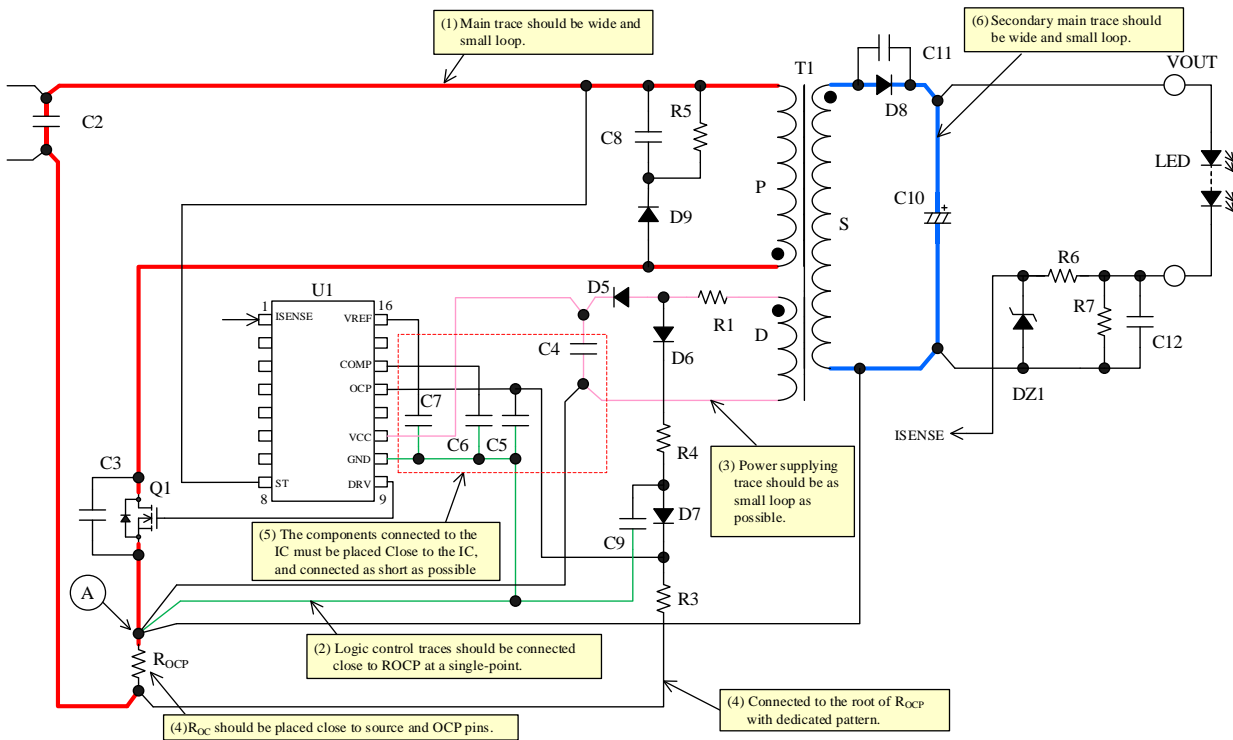 (1) Main trace should be wide and
small loop.
(6) Secondary main trace should
be wide and small loop.
C11
T1
VOUT
C2
R5
C8
D8
LED
P
C10
+
D9
S
R6
U1
D5
R7
1
16
ISENSE
VREF
R1
D
C4
D6
C12
COMP
OCP
C7
DZ1
VCC
C6
C5
ISENSE
GND
R4
C3
ST
DRV
Q1
8
9
(3) Power supplying
trace should be as
small loop as
possible.
D7
(5) The components connected to the
IC must be placed Close to the IC,
and connected as short as possible
C9
A
R3
(2) Logic control traces should be connected
close to ROCP at a single-point.
ROCP
(4) Connected to the root of ROCP
with dedicated pattern.
(4)ROC should be placed close to source and OCP pins.